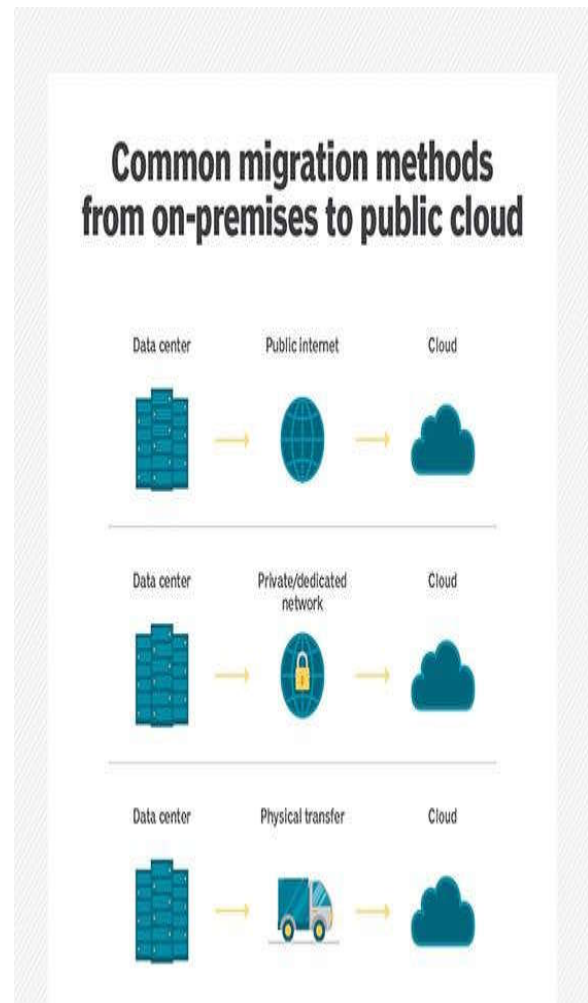 Common migration methods
from on-premises to public cloud
Data center
Public internet
Cloud
Data center
Private/dedicated
network
Cloud
Data center
Physical transfer
Cloud